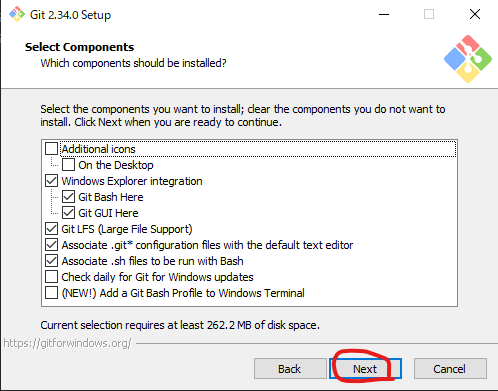 Git 2.34.0 Setup
Select Components
Which components should be installed?
Select the components you want to install; clear the components you do not want to
install. Click Next when you are ready to continue.
Additional icons
On the Desktop
Windows Explorer integration
Git Bash Here
Git GUI Here
Git LFS (Large File Support)
Associate .git* configuration files with the default text editor
Associate .sh files to be run with Bash
Check daily for Git for Windows updates
(NEW!) Add a Git Bash Profile to Windows Terminal
Current selection requires at least 262.2 MB of disk space.
https://gitforwindows.org/
Back
Next
Cancel